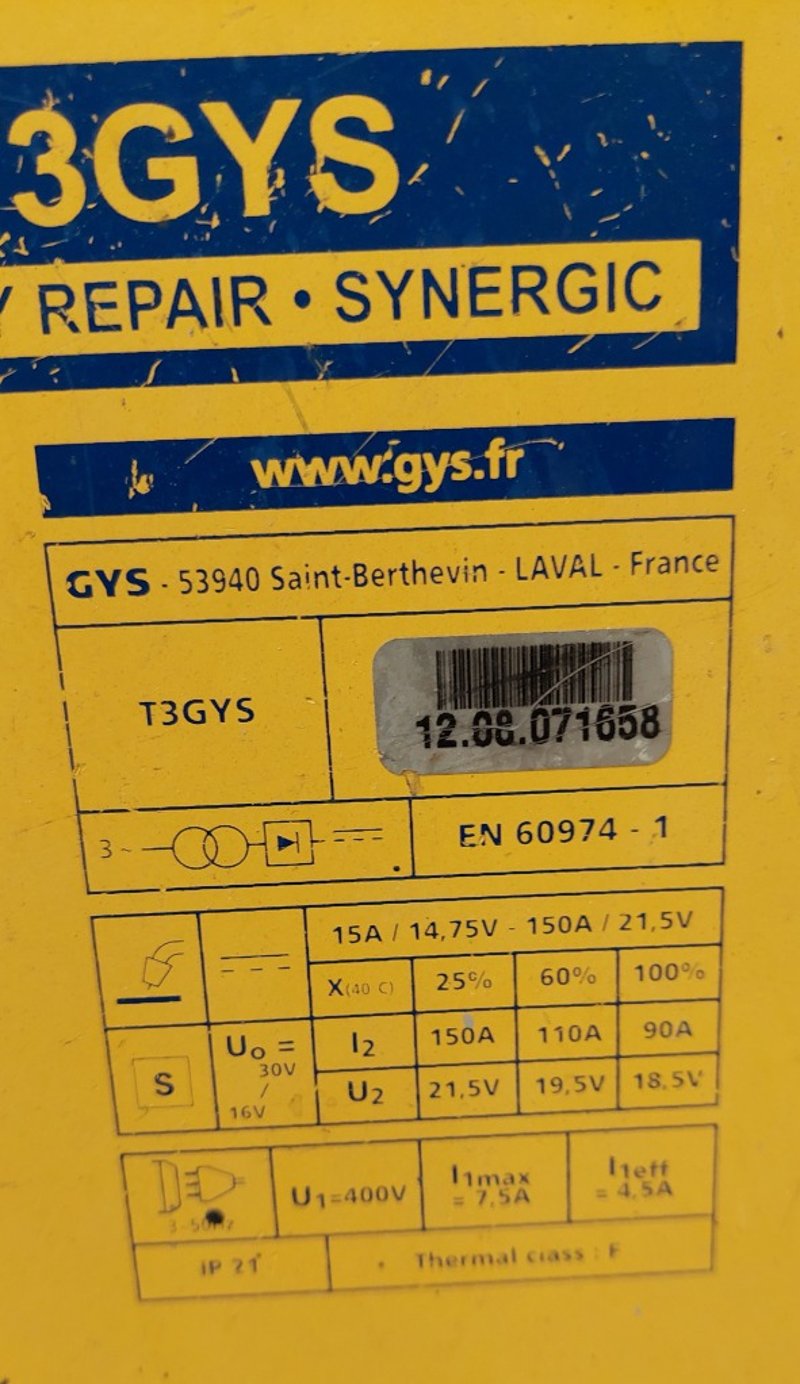 3GYS
REPAIR • SYNERGIC
www.gys.fr
GYS - 53940 Saint-Berthevin - LAVAL - France
T3GYS
12.08.071658
3~
EN 60974 - 1
15A / 14,75V - 150A / 21,5V
X(40 C) 25% 60% 100%
S
U0 =
30V
/
16V
I2 150A 110A 90A
U2 21,5V 19,5V 18,5V
3~50Hz
U1=400V
I1max
= 7,5A
I1eff
= 4,5A
IP 21
Thermal class : F